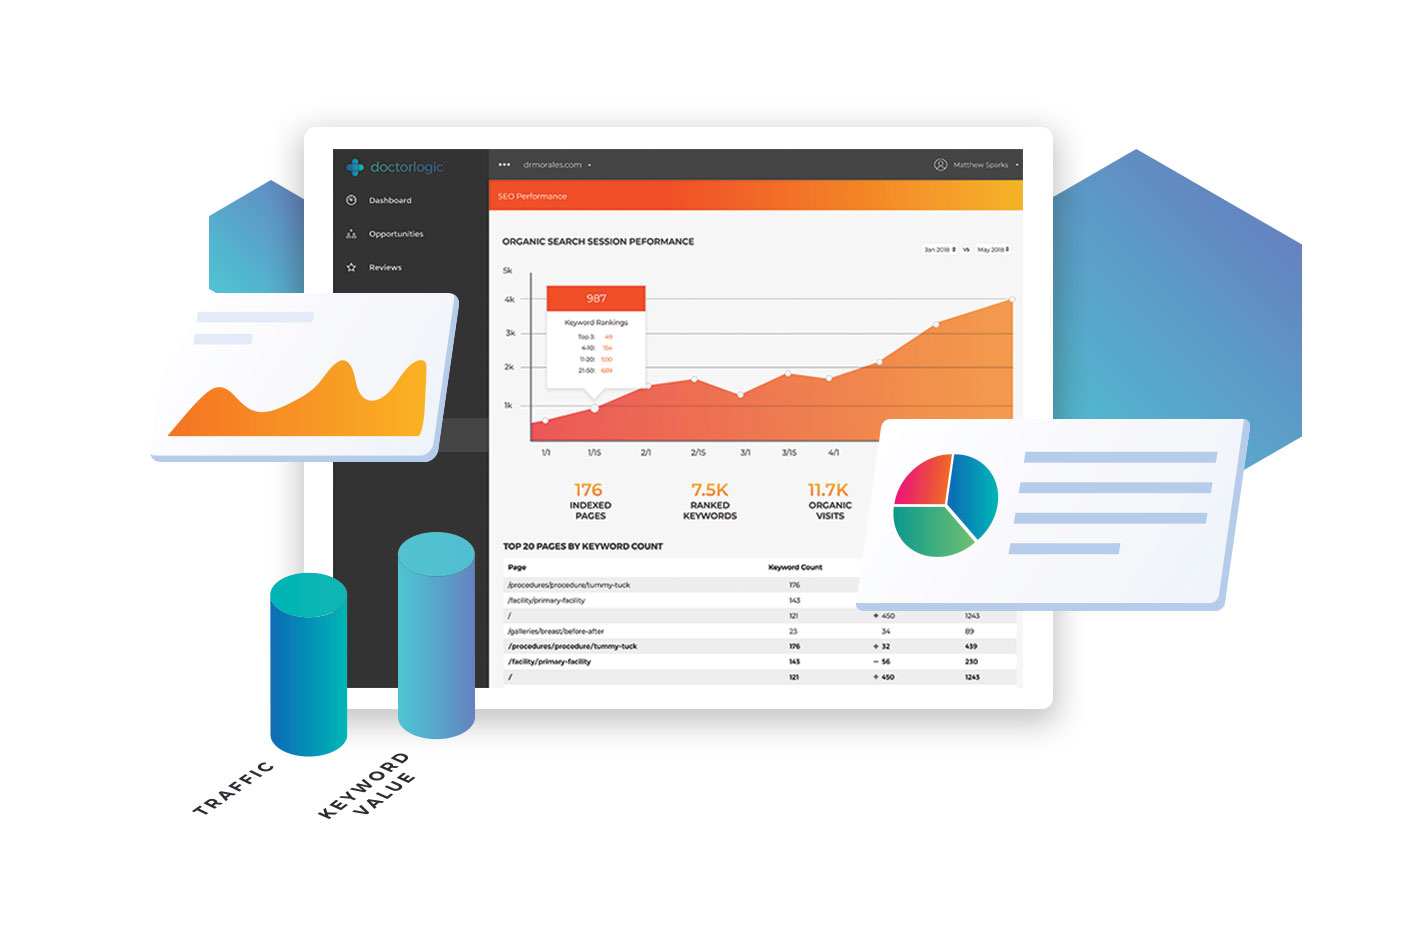 doctorlogic
drmorales.com
Matthew Sparks
Dashboard
Opportunities
Reviews
SEO Performance
ORGANIC SEARCH SESSION PEFORMANCE
Jan 2018 vs May 2018
5k
4k
3k
2k
1k
987
Keyword Rankings
Top 3: 49
4-10: 154
11-20: 500
21-50: 689
1/1 1/15 2/1 2/15 3/1 3/15 4/1
176 7.5K 11.7K
INDEXED RANKED ORGANIC
PAGES KEYWORDS VISITS
TOP 20 PAGES BY KEYWORD COUNT
Page Keyword Count
/procedures/procedure/tummy-tuck 176
/facility/primary-facility 143
/ 121 + 450 1243
/galleries/breast/before-after 23 34 89
/procedures/procedure/tummy-tuck 176 + 32 439
/facility/primary-facility 143 − 56 230
/ 121 + 450 1243
TRAFFIC
KEYWORD
VALUE